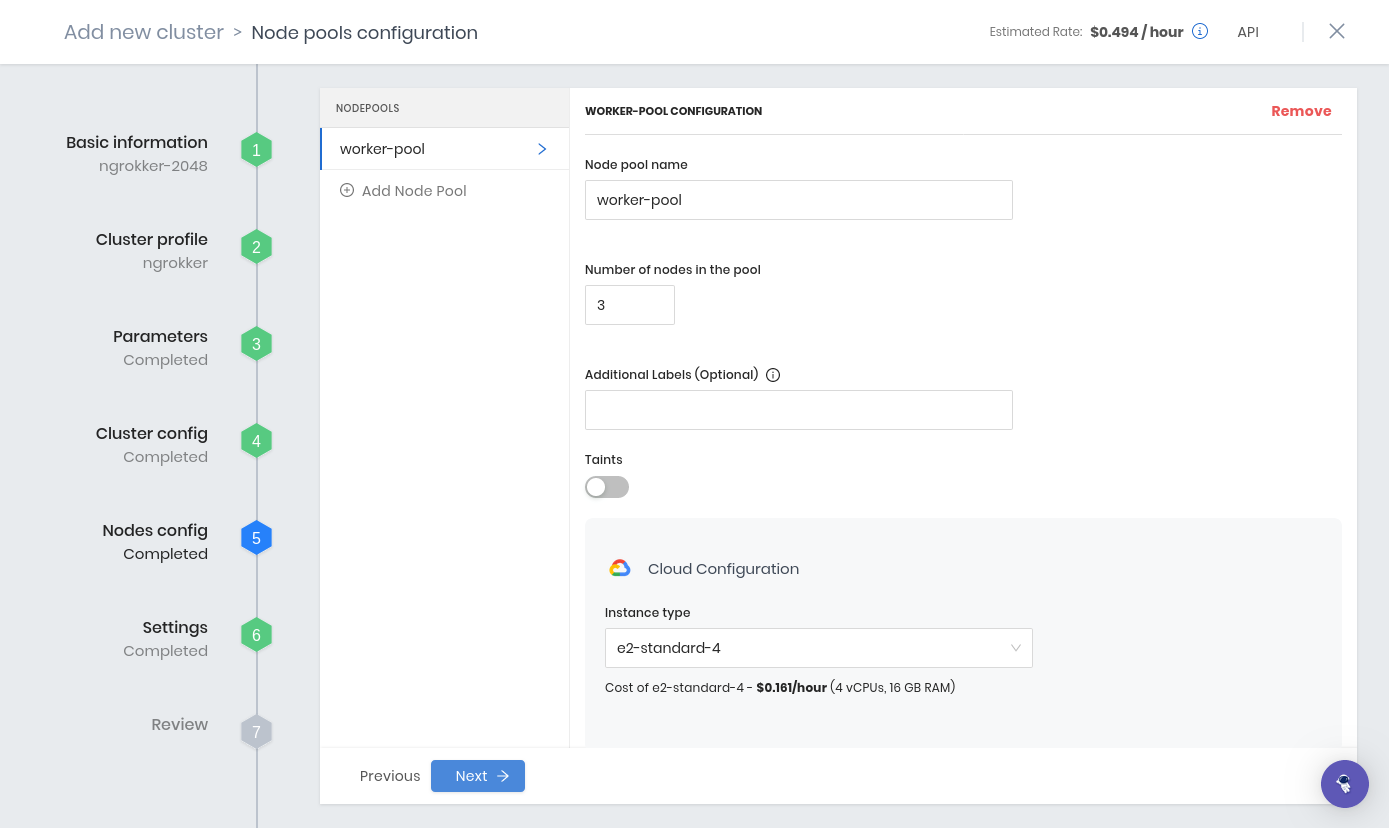 Add new cluster > Node pools configuration
Estimated Rate: $0.494 / hour
API
Basic information
ngrokker-2048
1
Cluster profile
ngrokker
2
Parameters
Completed
3
Cluster config
Completed
4
Nodes config
Completed
5
Settings
Completed
6
Review
7
NODEPOOLS
worker-pool
Add Node Pool
WORKER-POOL CONFIGURATION
Remove
Node pool name
worker-pool
Number of nodes in the pool
3
Additional Labels (Optional)
Taints
Cloud Configuration
Instance type
e2-standard-4
Cost of e2-standard-4 - $0.161/hour (4 vCPUs, 16 GB RAM)
Previous
Next